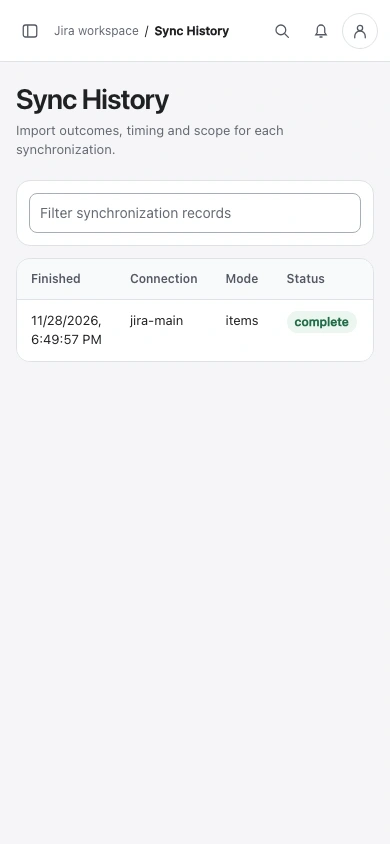 Jira workspace / Sync History
Sync History
Import outcomes, timing and scope for each
synchronization.
Filter synchronization records
Finished Connection Mode Status
11/28/2026, jira-main items complete
6:49:57 PM